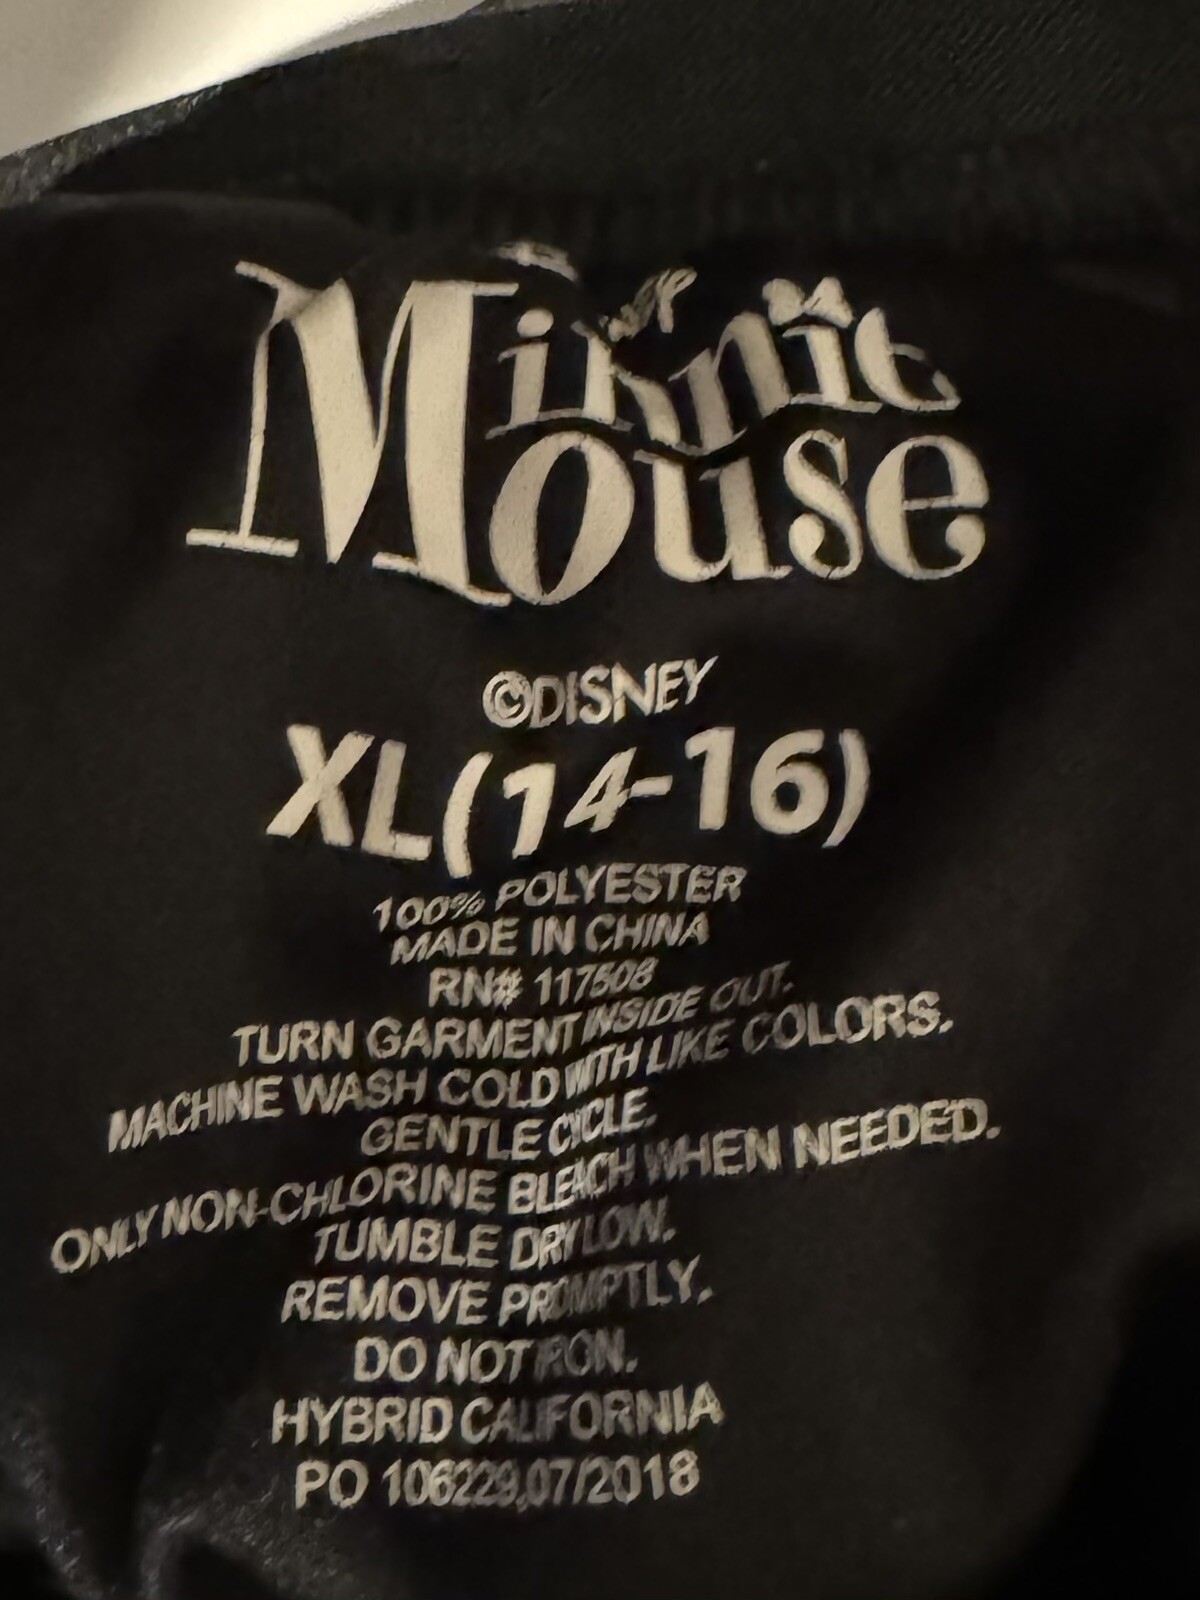 Minnie
Mouse
©DISNEY
XL(14-16)
100% POLYESTER
MADE IN CHINA
RN# 117508
TURN GARMENT INSIDE OUT.
MACHINE WASH COLD WITH LIKE COLORS.
GENTLE CYCLE.
ONLY NON-CHLORINE BLEACH WHEN NEEDED.
TUMBLE DRY LOW.
REMOVE PROMPTLY.
DO NOT IRON.
HYBRID CALIFORNIA
PO 106229,07/2018